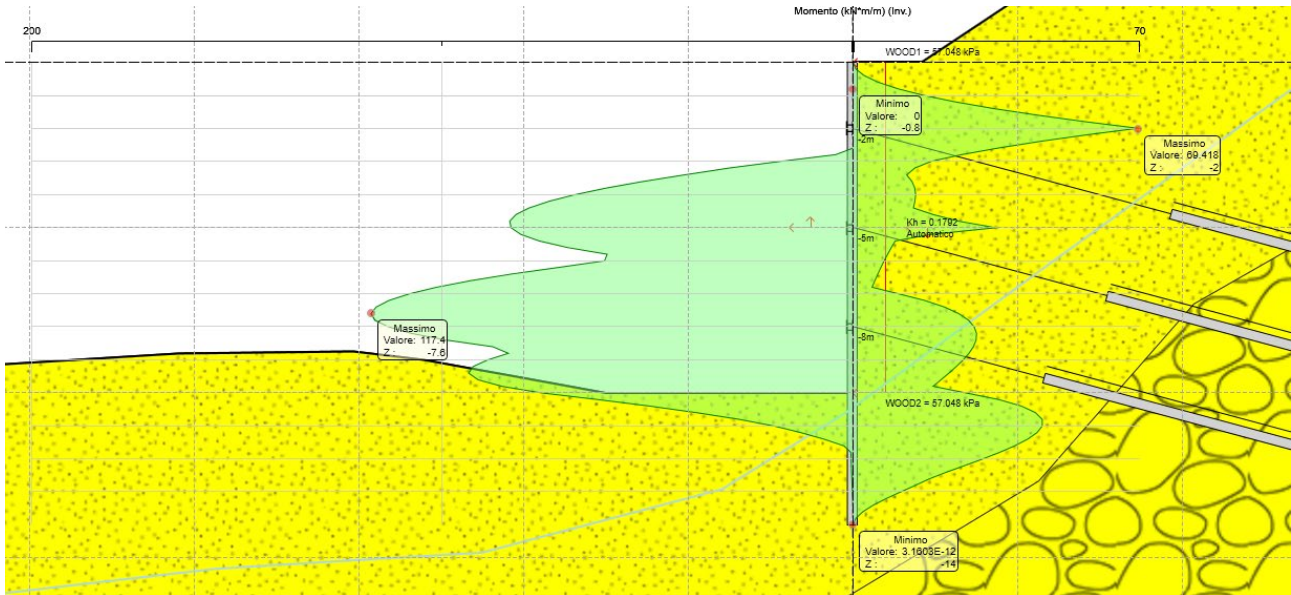 Momento (kN*m/m) (Inv.)
200
70
WOOD1 = 57.048 kPa
Minimo
Valore: 0
Z : -0.8
-2m
Massimo
Valore: 69.418
Z : -2
Kh = 0.1792
Automatico
-5m
Massimo
Valore: 117.4
Z : -7.6
-8m
WOOD2 = 57.048 kPa
Minimo
Valore: 3.1603E-12
Z : -14